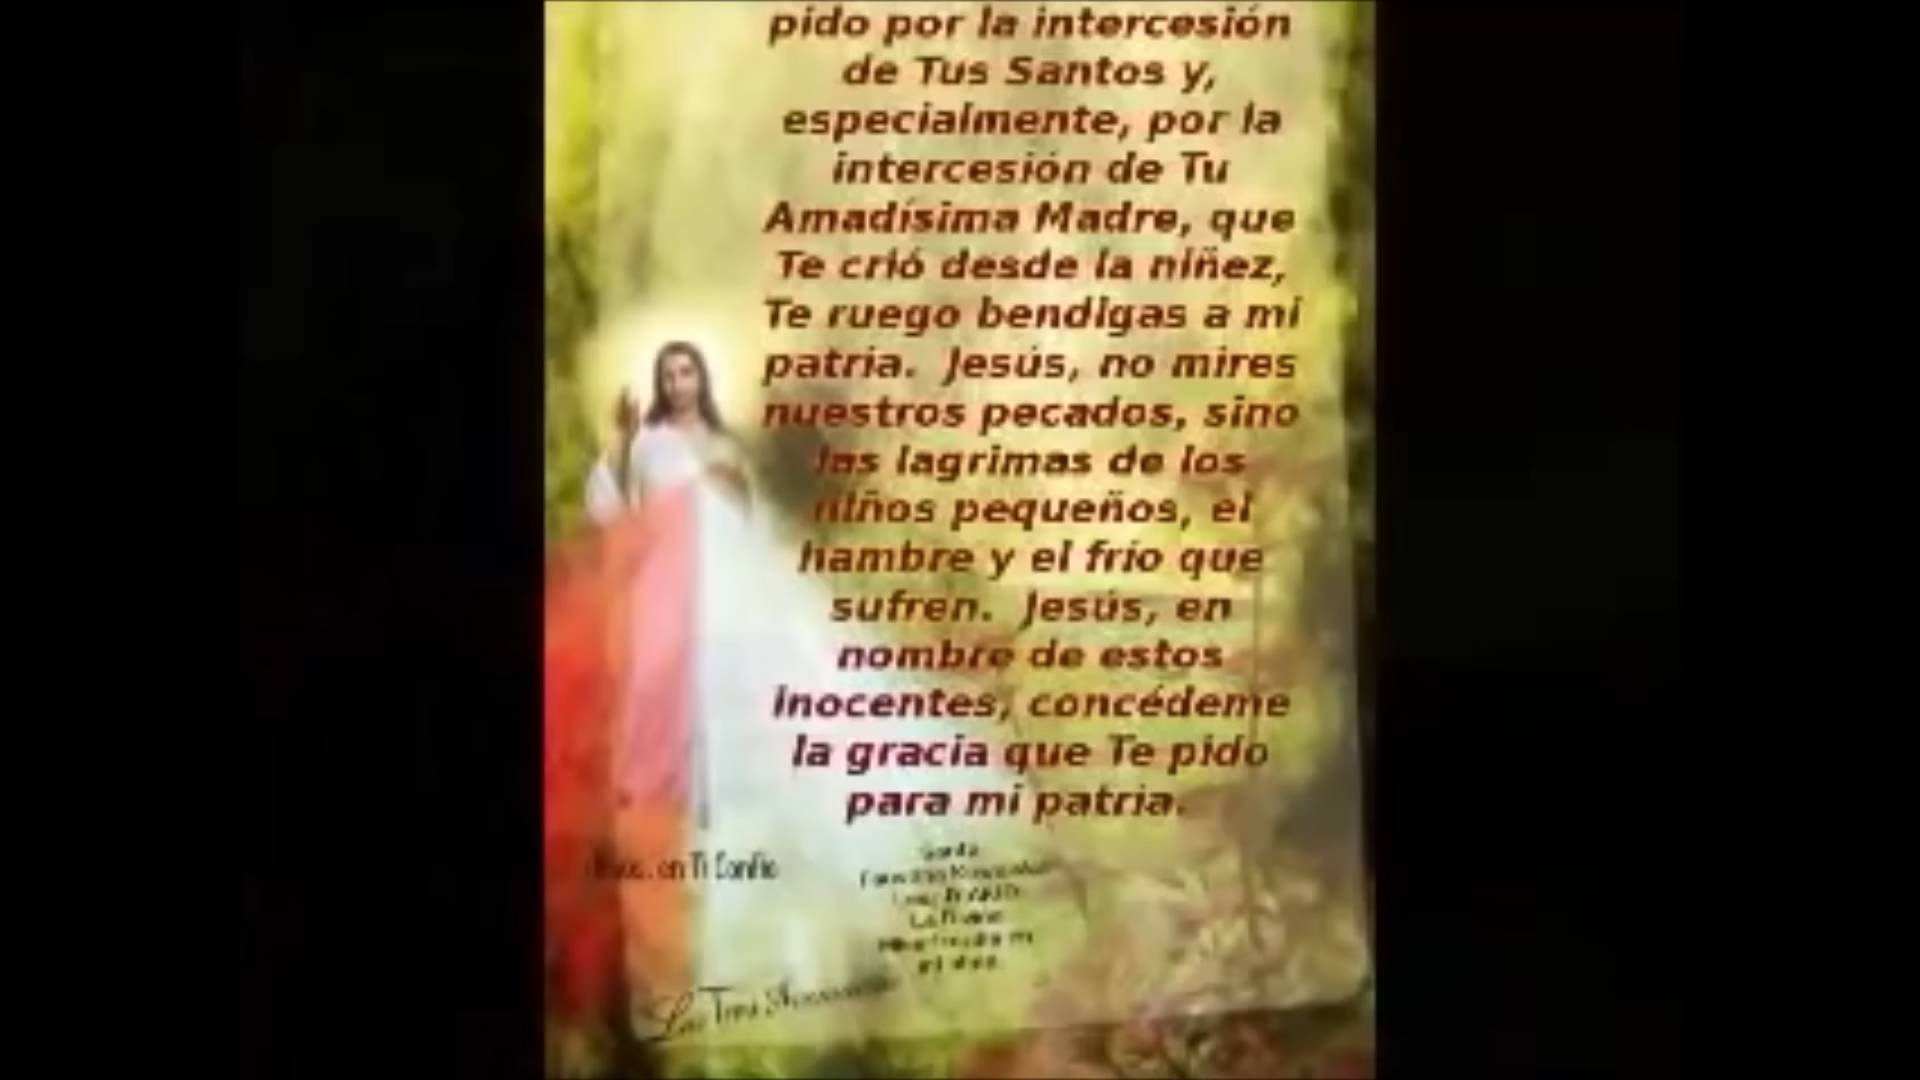 pido por la intercesión
de Tus Santos y,
especialmente, por la
intercesión de Tu
Amadísima Madre, que
Te crió desde la niñez,
Te ruego bendigas a mi
patria. Jesús, no mires
nuestros pecados, sino
las lagrimas de los
niños pequeños, el
hambre y el frío que
sufren. Jesús, en
nombre de estos
inocentes, concédeme
la gracia que Te pido
para mi patria.
en Ti Confío
Santa
La Divina